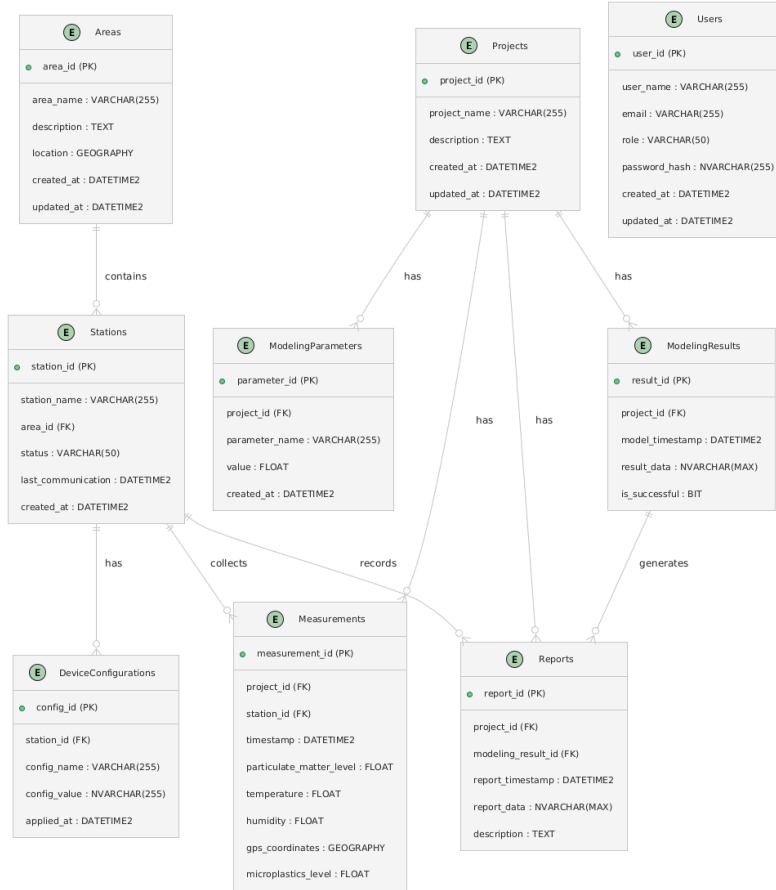 E Areas
area_id (PK)
area_name : VARCHAR(255)
description : TEXT
location : GEOGRAPHY
created_at : DATETIME2
updated_at : DATETIME2
E Projects
project_id (PK)
project_name : VARCHAR(255)
description : TEXT
created_at : DATETIME2
updated_at : DATETIME2
E Users
user_id (PK)
user_name : VARCHAR(255)
email : VARCHAR(255)
role : VARCHAR(50)
password_hash : NVARCHAR(255)
created_at : DATETIME2
updated_at : DATETIME2
contains
has
has
E Stations
station_id (PK)
station_name : VARCHAR(255)
area_id (FK)
status : VARCHAR(50)
last_communication : DATETIME2
created_at : DATETIME2
E ModelingParameters
parameter_id (PK)
project_id (FK)
parameter_name : VARCHAR(255)
value : FLOAT
created_at : DATETIME2
has
has
E ModelingResults
result_id (PK)
project_id (FK)
model_timestamp : DATETIME2
result_data : NVARCHAR(MAX)
is_successful : BIT
has
collects
records
generates
E DeviceConfigurations
config_id (PK)
station_id (FK)
config_name : VARCHAR(255)
config_value : NVARCHAR(255)
applied_at : DATETIME2
E Measurements
measurement_id (PK)
project_id (FK)
station_id (FK)
timestamp : DATETIME2
particulate_matter_level : FLOAT
temperature : FLOAT
humidity : FLOAT
gps_coordinates : GEOGRAPHY
microplastics_level : FLOAT
E Reports
report_id (PK)
project_id (FK)
modeling_result_id (FK)
report_timestamp : DATETIME2
report_data : NVARCHAR(MAX)
description : TEXT